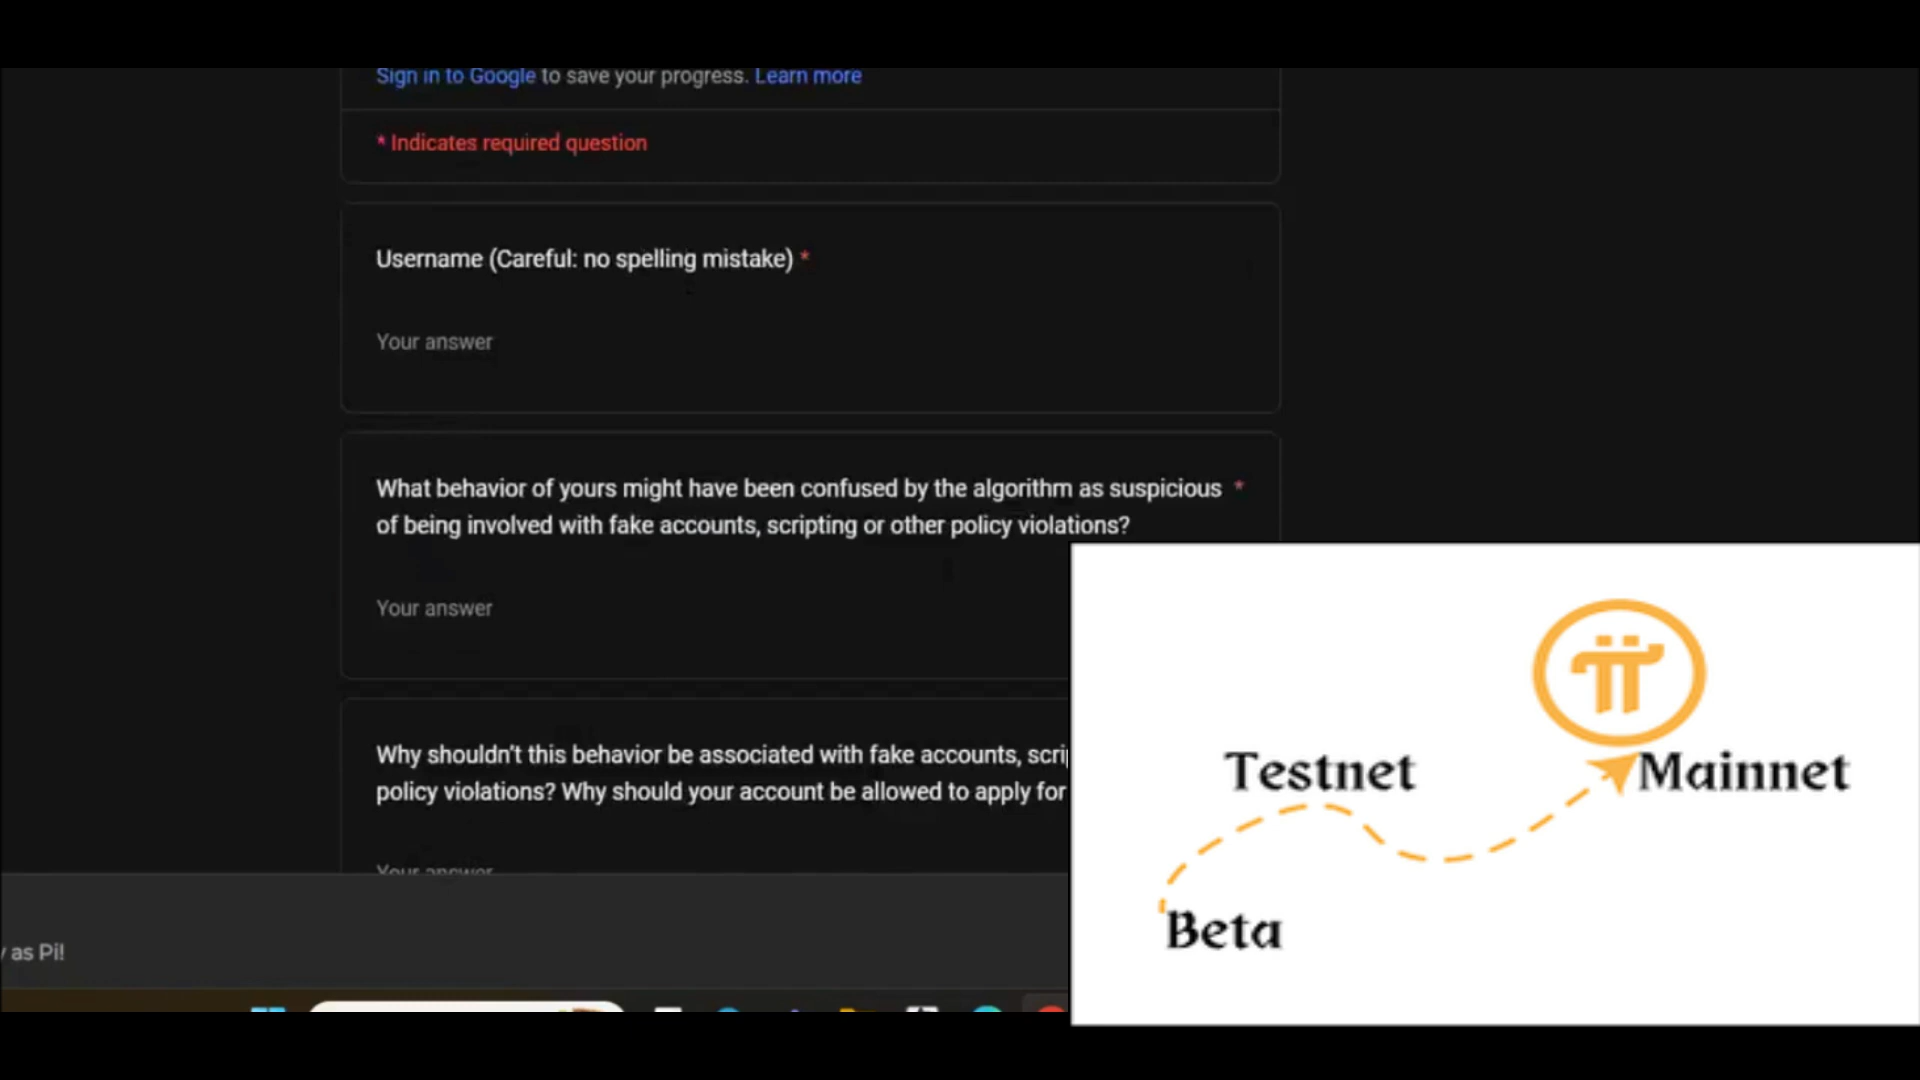 Sign in to Google to save your progress. Learn more
* Indicates required question
Username (Careful: no spelling mistake) *
Your answer
What behavior of yours might have been confused by the algorithm as suspicious *
of being involved with fake accounts, scripting or other policy violations?
Your answer
Why shouldn't this behavior be associated with fake accounts,
policy violations? Why should your account be allowed to apply for
Your answer
Testnet
Mainnet
Beta
as Pi!